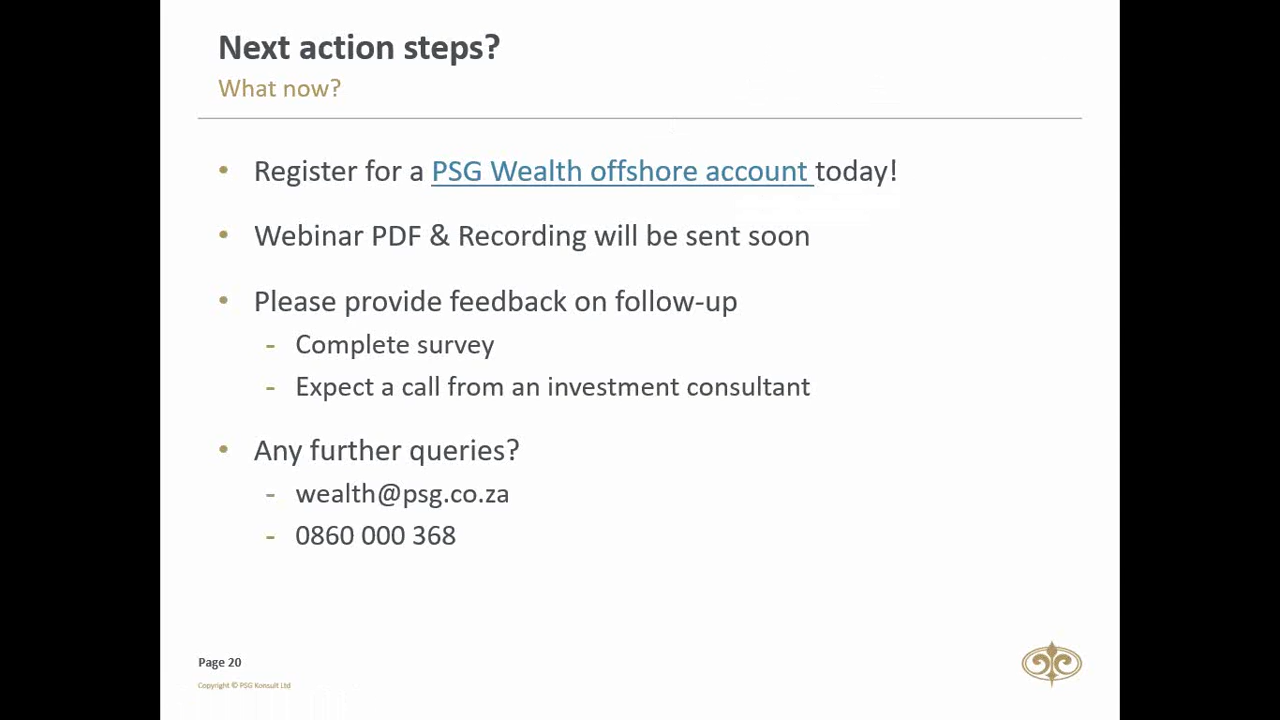 Next action steps?
What now?
• Register for a PSG Wealth offshore account today!
• Webinar PDF & Recording will be sent soon
• Please provide feedback on follow-up
- Complete survey
- Expect a call from an investment consultant
• Any further queries?
- wealth@psg.co.za
- 0860 000 368
Page 20
Copyright © PSG Konsult Ltd